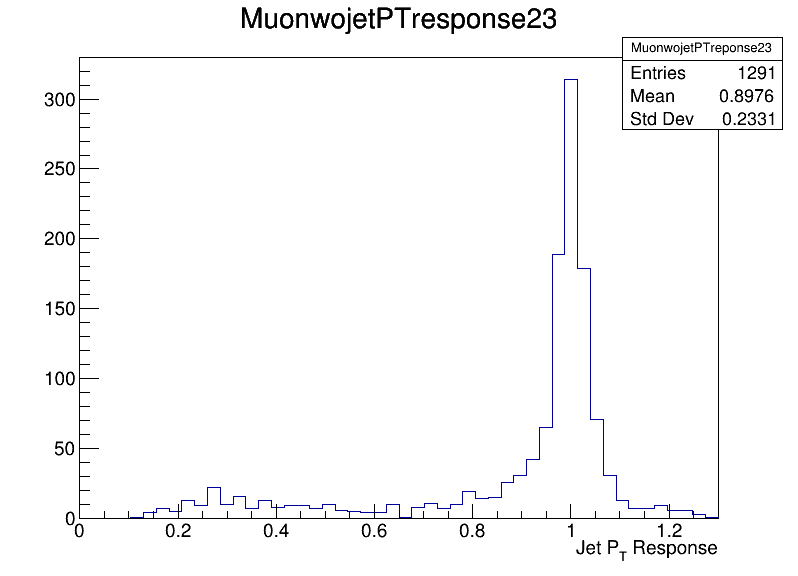 MuonwojetPTresponse23
MuonwojetPTreponse23
Entries 1291
Mean 0.8976
Std Dev 0.2331
300
250
200
150
100
50
0
0 0.2 0.4 0.6 0.8 1 1.2
Jet PT Response